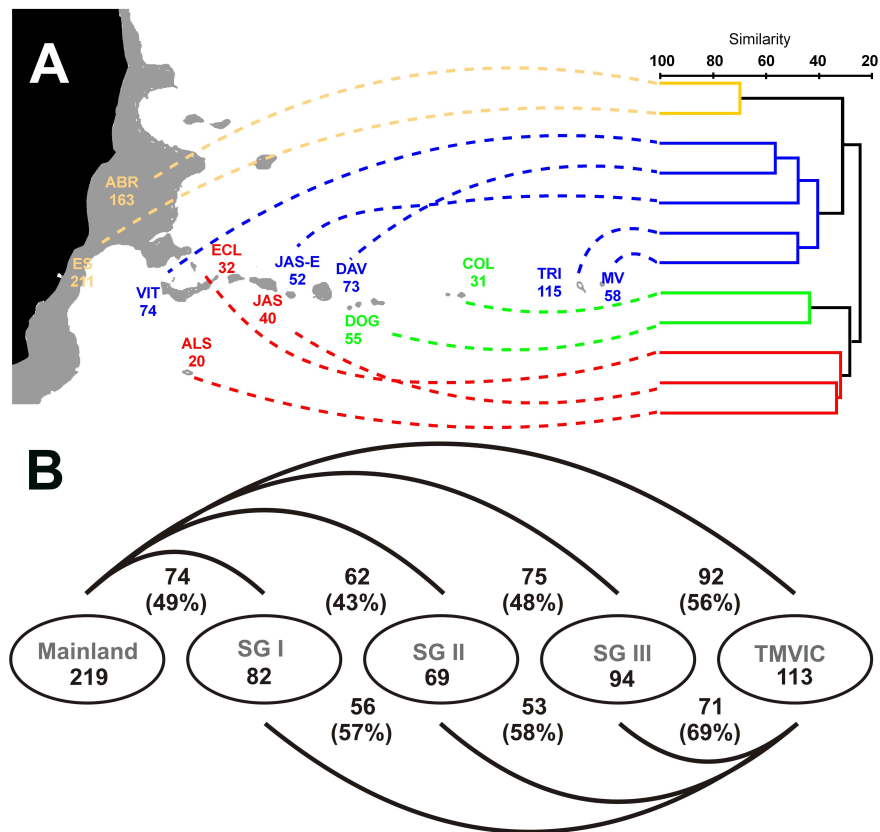 A
Similarity
100 80 60 40 20
ABR
163
ES
211
VIT
74
ECL
32
JAS
40
JAS-E
52
DAV
73
DOG
55
COL
31
TRI
115
MV
58
ALS
20
B
74
(49%)
62
(43%)
75
(48%)
92
(56%)
Mainland
219
SG I
82
SG II
69
SG III
94
TMVIC
113
56
(57%)
53
(58%)
71
(69%)